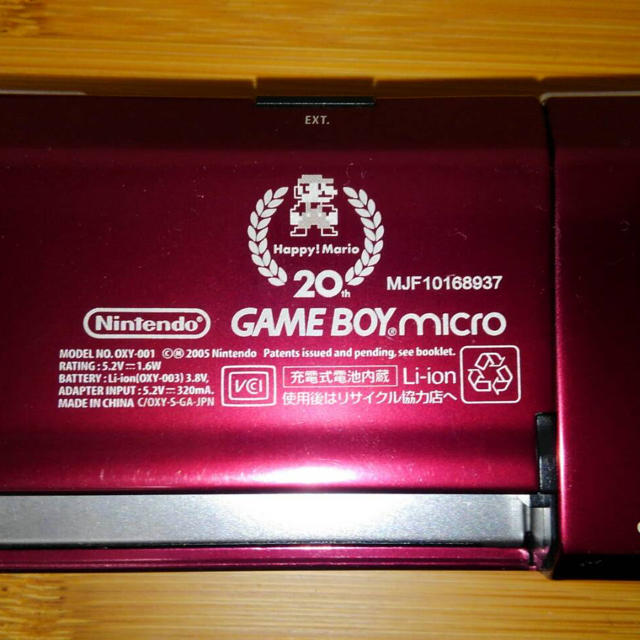 EXT.
Happy! Mario
20th
MJF10168937
Nintendo®
GAME BOY® micro
MODEL NO. OXY-001 ©Ⓜ 2005 Nintendo Patents issued and pending, see booklet.
RATING : 5.2V⎓1.6W
BATTERY : Li-ion(OXY-003) 3.8V,
ADAPTER INPUT : 5.2V⎓320mA.
MADE IN CHINA C/OXY-S-GA-JPN
VCI
充電式電池内蔵 Li-ion
使用後はリサイクル協力店へ